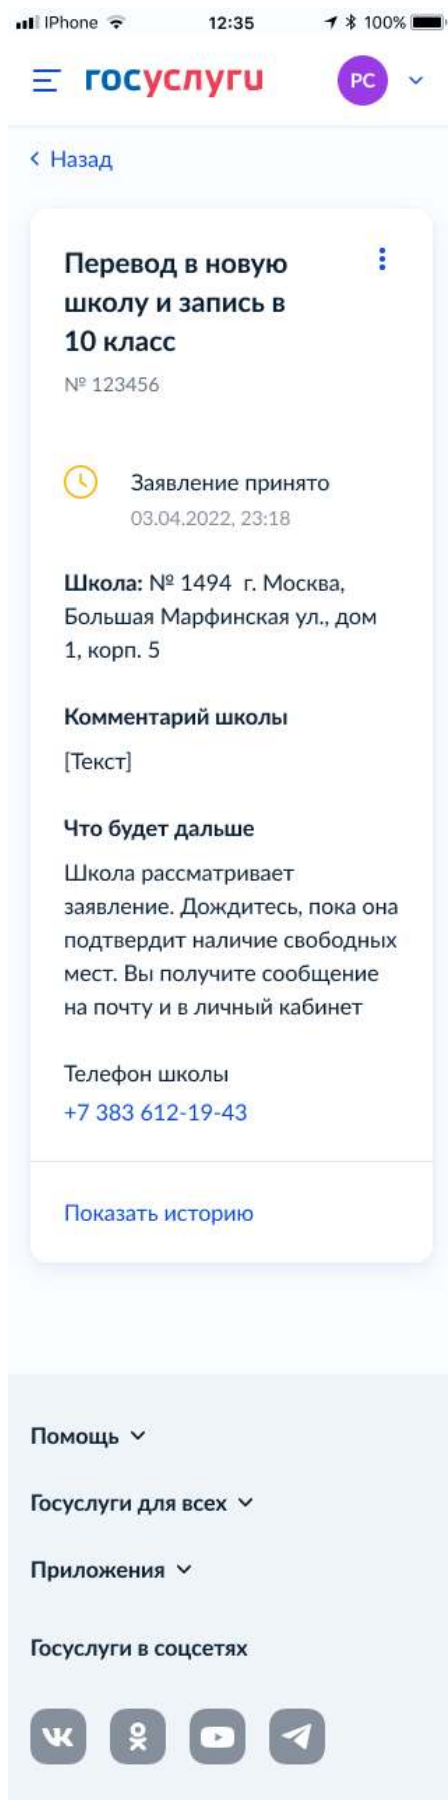 IPhone 12:35 100%
госуслуги РС
Назад
Перевод в новую
школу и запись в
10 класс
№ 123456
Заявление принято
03.04.2022, 23:18
Школа: № 1494 г. Москва,
Большая Марфинская ул., дом
1, корп. 5
Комментарий школы
[Текст]
Что будет дальше
Школа рассматривает
заявление. Дождитесь, пока она
подтвердит наличие свободных
мест. Вы получите сообщение
на почту и в личный кабинет
Телефон школы
+7 383 612-19-43
Показать историю
Помощь
Госуслуги для всех
Приложения
Госуслуги в соцсетях